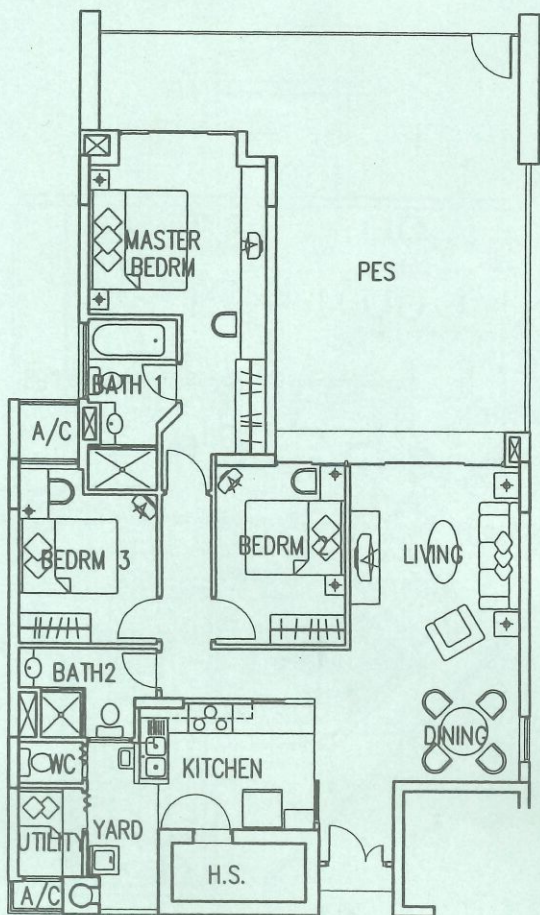 MASTER
BEDRM
PES
BATH 1
A/C
BEDRM 3
BEDRM 2
LIVING
BATH2
DINING
WC
KITCHEN
YARD
UTILITY
H.S.
A/C